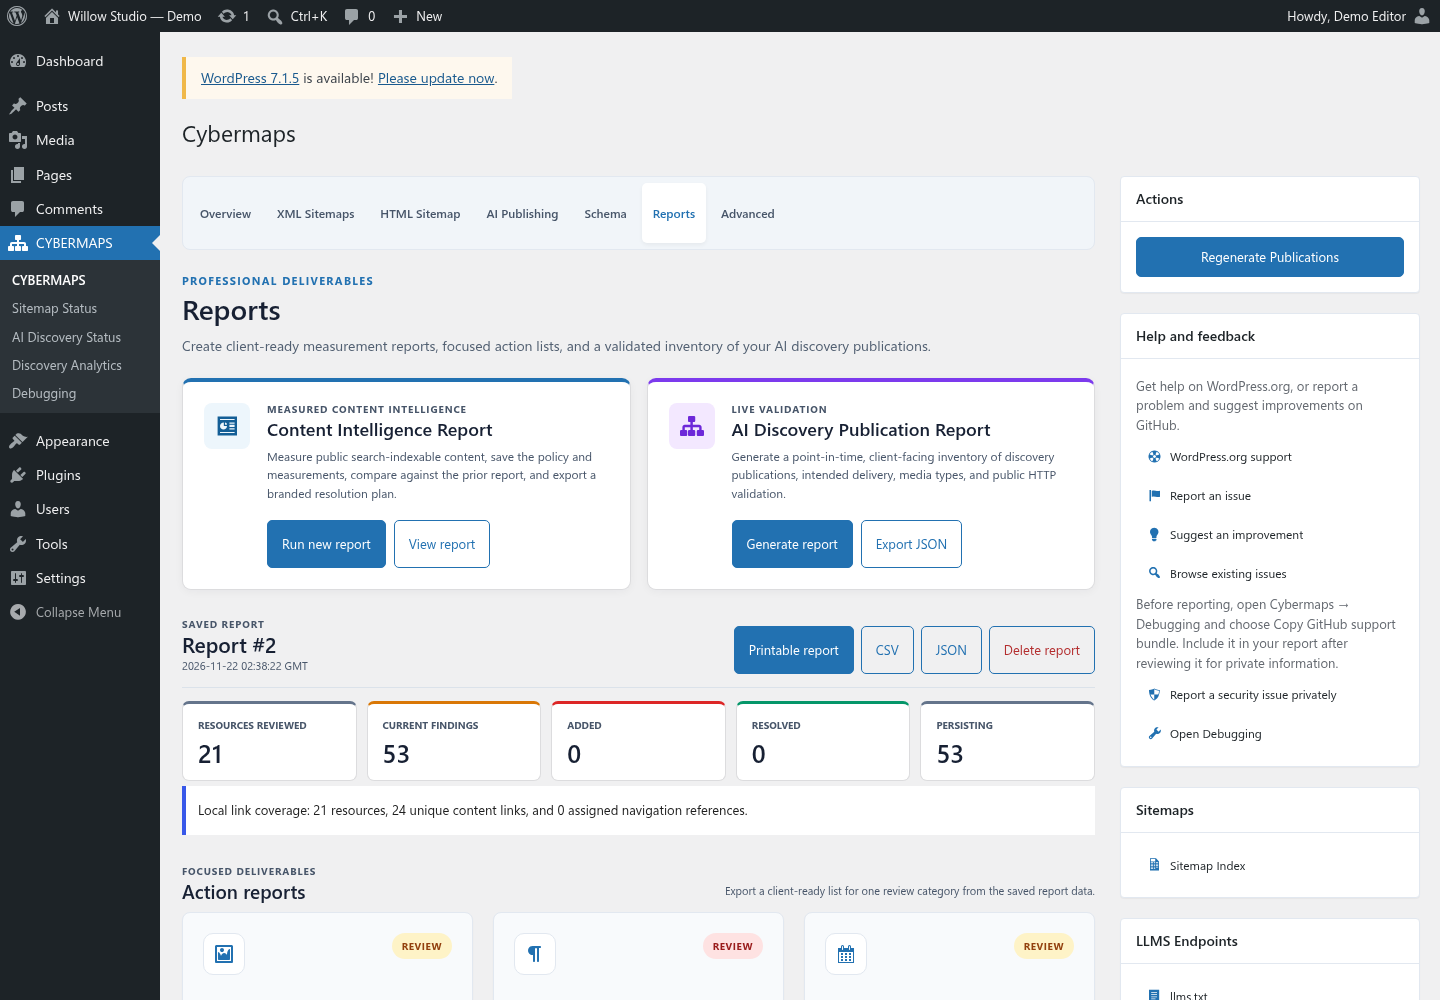 Willow Studio — Demo
1
Ctrl+K
0
New
Howdy, Demo Editor
Dashboard
Posts
Media
Pages
Comments
CYBERMAPS
CYBERMAPS
Sitemap Status
AI Discovery Status
Discovery Analytics
Debugging
Appearance
Plugins
Users
Tools
Settings
Collapse Menu
WordPress 7.1.5 is available! Please update now.
Cybermaps
Overview
XML Sitemaps
HTML Sitemap
AI Publishing
Schema
Reports
Advanced
PROFESSIONAL DELIVERABLES
Reports
Create client-ready measurement reports, focused action lists, and a validated inventory of your AI discovery publications.
MEASURED CONTENT INTELLIGENCE
Content Intelligence Report
Measure public search-indexable content, save the policy and
measurements, compare against the prior report, and export a
branded resolution plan.
Run new report
View report
LIVE VALIDATION
AI Discovery Publication Report
Generate a point-in-time, client-facing inventory of discovery
publications, intended delivery, media types, and public HTTP
validation.
Generate report
Export JSON
SAVED REPORT
Report #2
2026-11-22 02:38:22 GMT
Printable report
CSV
JSON
Delete report
RESOURCES REVIEWED
21
CURRENT FINDINGS
53
ADDED
0
RESOLVED
0
PERSISTING
53
Local link coverage: 21 resources, 24 unique content links, and 0 assigned navigation references.
FOCUSED DELIVERABLES
Action reports
Export a client-ready list for one review category from the saved report data.
REVIEW
REVIEW
REVIEW
Actions
Regenerate Publications
Help and feedback
Get help on WordPress.org, or report a
problem and suggest improvements on
GitHub.
WordPress.org support
Report an issue
Suggest an improvement
Browse existing issues
Before reporting, open Cybermaps →
Debugging and choose Copy GitHub support
bundle. Include it in your report after
reviewing it for private information.
Report a security issue privately
Open Debugging
Sitemaps
Sitemap Index
LLMS Endpoints
llms.txt